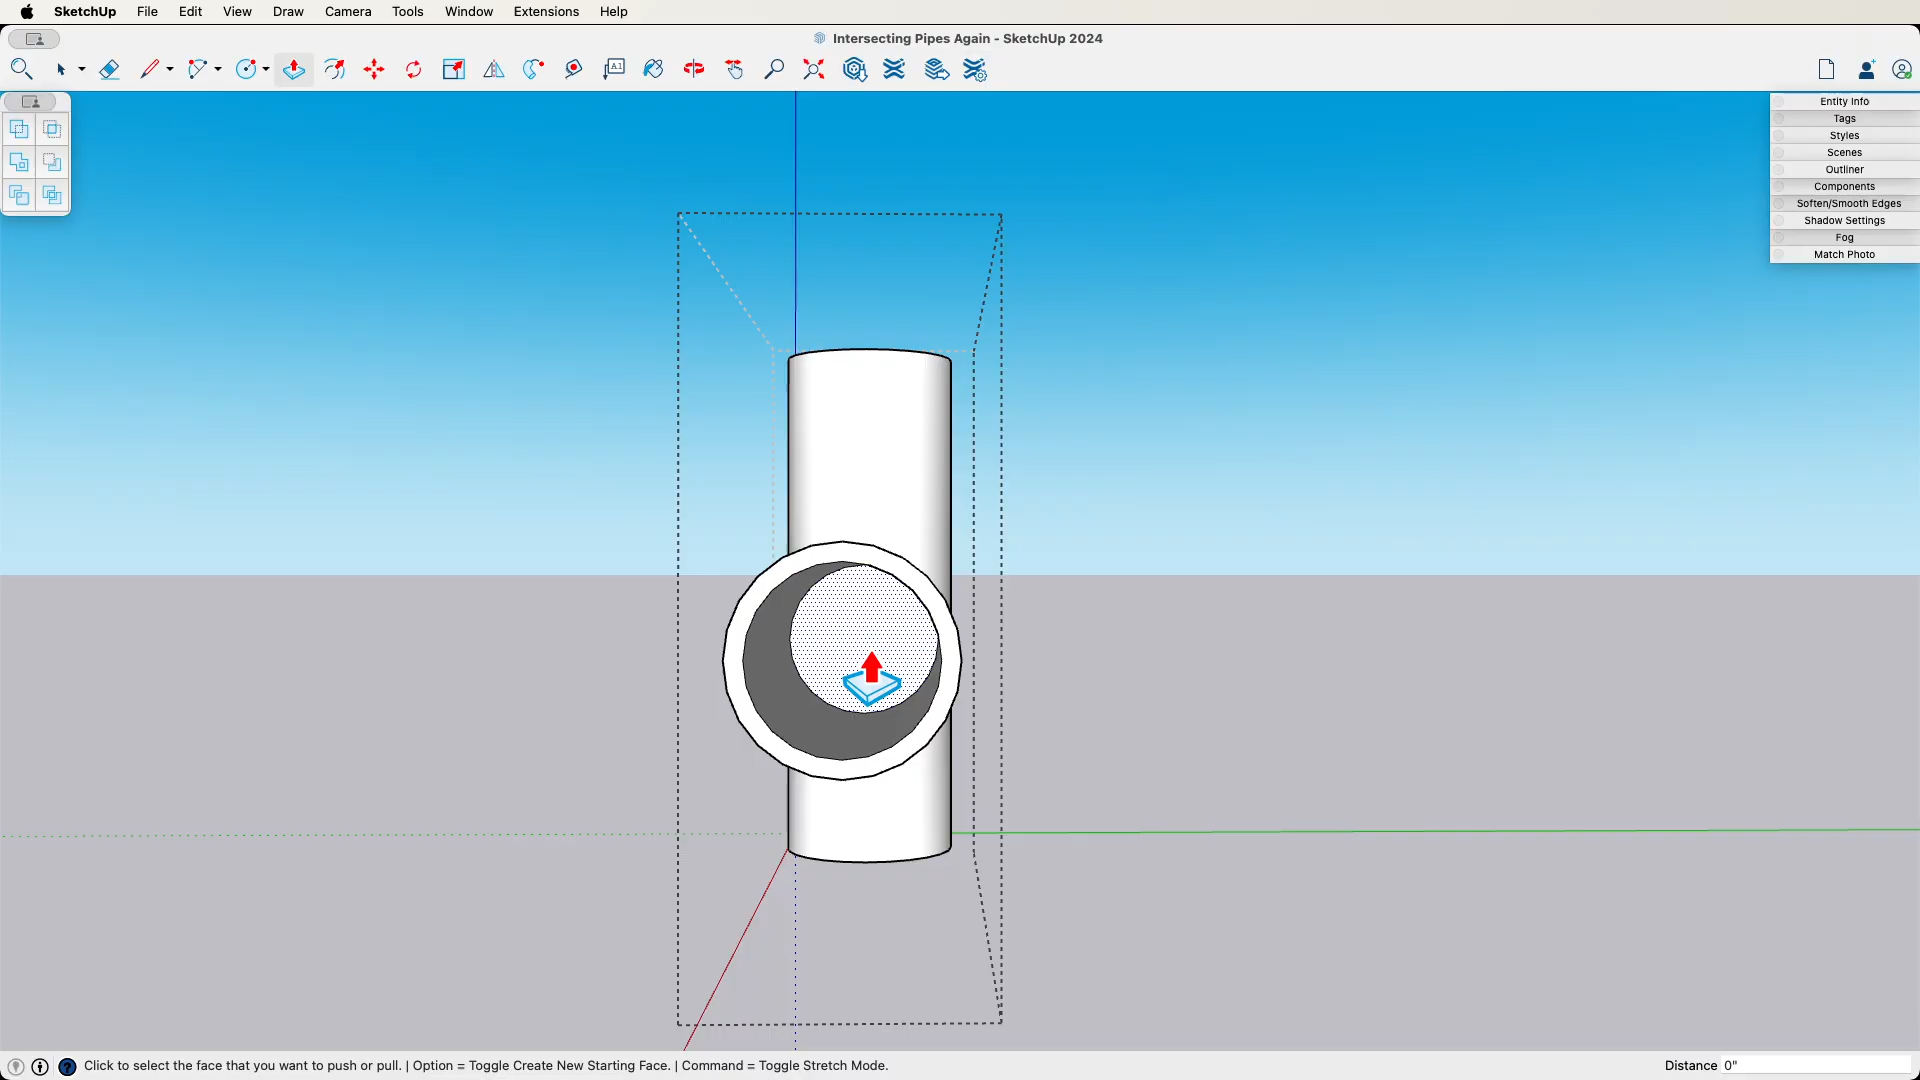 SketchUp File Edit View Draw Tools Camera Window Extensions Help
Intersecting Pipes Again - SketchUp 2024
A1
Entity Info
Tags
Styles
Scenes
Outliner
Components
Soften/Smooth Edges
Shadow Settings
Fog
Match Photo
Click to select the face that you want to push or pull. | Option = Toggle Create New Starting Face. | Command = Toggle Stretch Mode.
Distance 0"